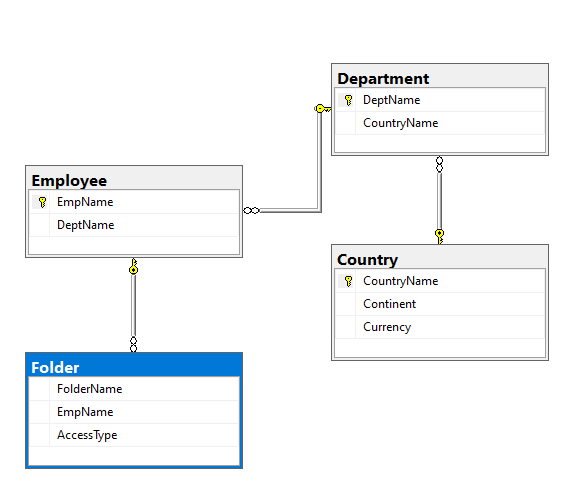 Department
DeptName
CountryName
Employee
EmpName
DeptName
Country
CountryName
Continent
Currency
Folder
FolderName
EmpName
AccessType